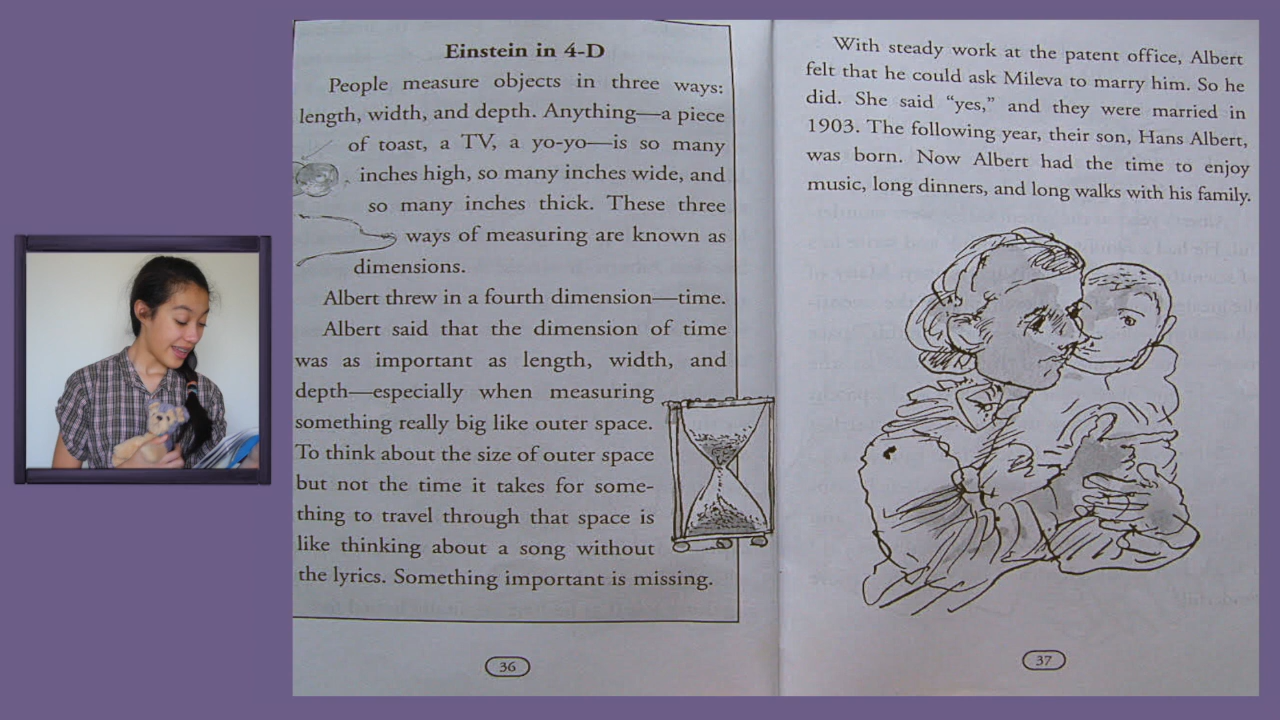 Einstein in 4-D
People measure objects in three ways:
length, width, and depth. Anything—a piece
of toast, a TV, a yo-yo—is so many
inches high, so many inches wide, and
so many inches thick. These three
ways of measuring are known as
dimensions.
Albert threw in a fourth dimension—time.
Albert said that the dimension of time
was as important as length, width, and
depth—especially when measuring
something really big like outer space.
To think about the size of outer space
but not the time it takes for some-
thing to travel through that space is
like thinking about a song without
the lyrics. Something important is missing.
36
With steady work at the patent office, Albert
felt that he could ask Mileva to marry him. So he
did. She said “yes,” and they were married in
1903. The following year, their son, Hans Albert,
was born. Now Albert had the time to enjoy
music, long dinners, and long walks with his family.
37